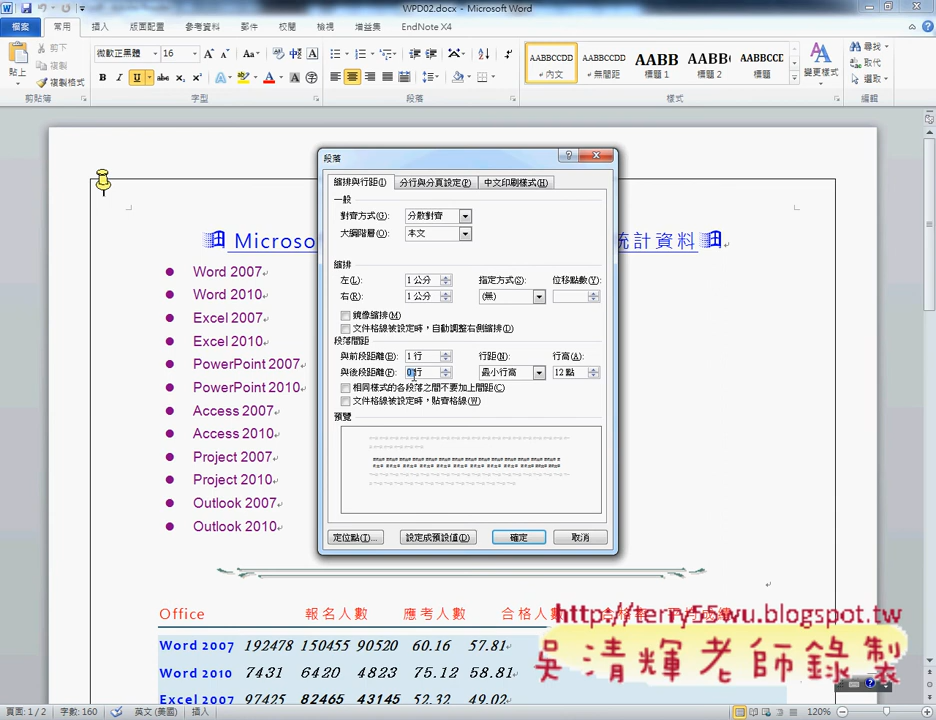 WPD02.docx - Microsoft Word
檔案 常用 插入 版面配置 參考資料 郵件 校閱 檢視 增益集 EndNote X4
貼上 剪下 複製 複製格式
微軟正黑體 16
AABBCCDD 內文 AABBCCDD 無間距 AABB 標題 1 AABB( 標題 2 AABBCCE 標題 變更樣式
尋找 取代 選取
剪貼簿 字型 段落 樣式 編輯
Microso 統計資料
Word 2007
Word 2010
Excel 2007
Excel 2010
PowerPoint 2007
PowerPoint 2010
Access 2007
Access 2010
Project 2007
Project 2010
Outlook 2007
Outlook 2010
段落
縮排與行距(I) 分行與分頁設定(P) 中文印刷樣式(H)
一般
對齊方式(G): 分散對齊
大綱階層(O): 本文
縮排
左(L): 1 公分 指定方式(S): 位移點數(Y):
右(R): 1 公分 (無)
鏡像縮排(M)
文件格線被設定時，自動調整右側縮排(D)
段落間距
與前段距離(B): 1 行 行距(N): 行高(A):
與後段距離(F): 0 行 最小行高 12 點
相同樣式的各段落之間不要加上間距(C)
文件格線被設定時，貼齊格線(W)
預覽
定位點(T)... 設定成預設值(D) 確定 取消
Office 報名人數 應考人數 合格人數 合格率 平均成績
http://terry55wu.blogspot.tw
Word 2007 192478 150455 90520 60.16 57.81
Word 2010 7431 6420 4823 75.12 58.81
Excel 2007 97425 82465 43145 52.32 49.02
吳清輝老師錄製
頁面: 1 / 2 字數: 160 英文 (美國) 插入 120%